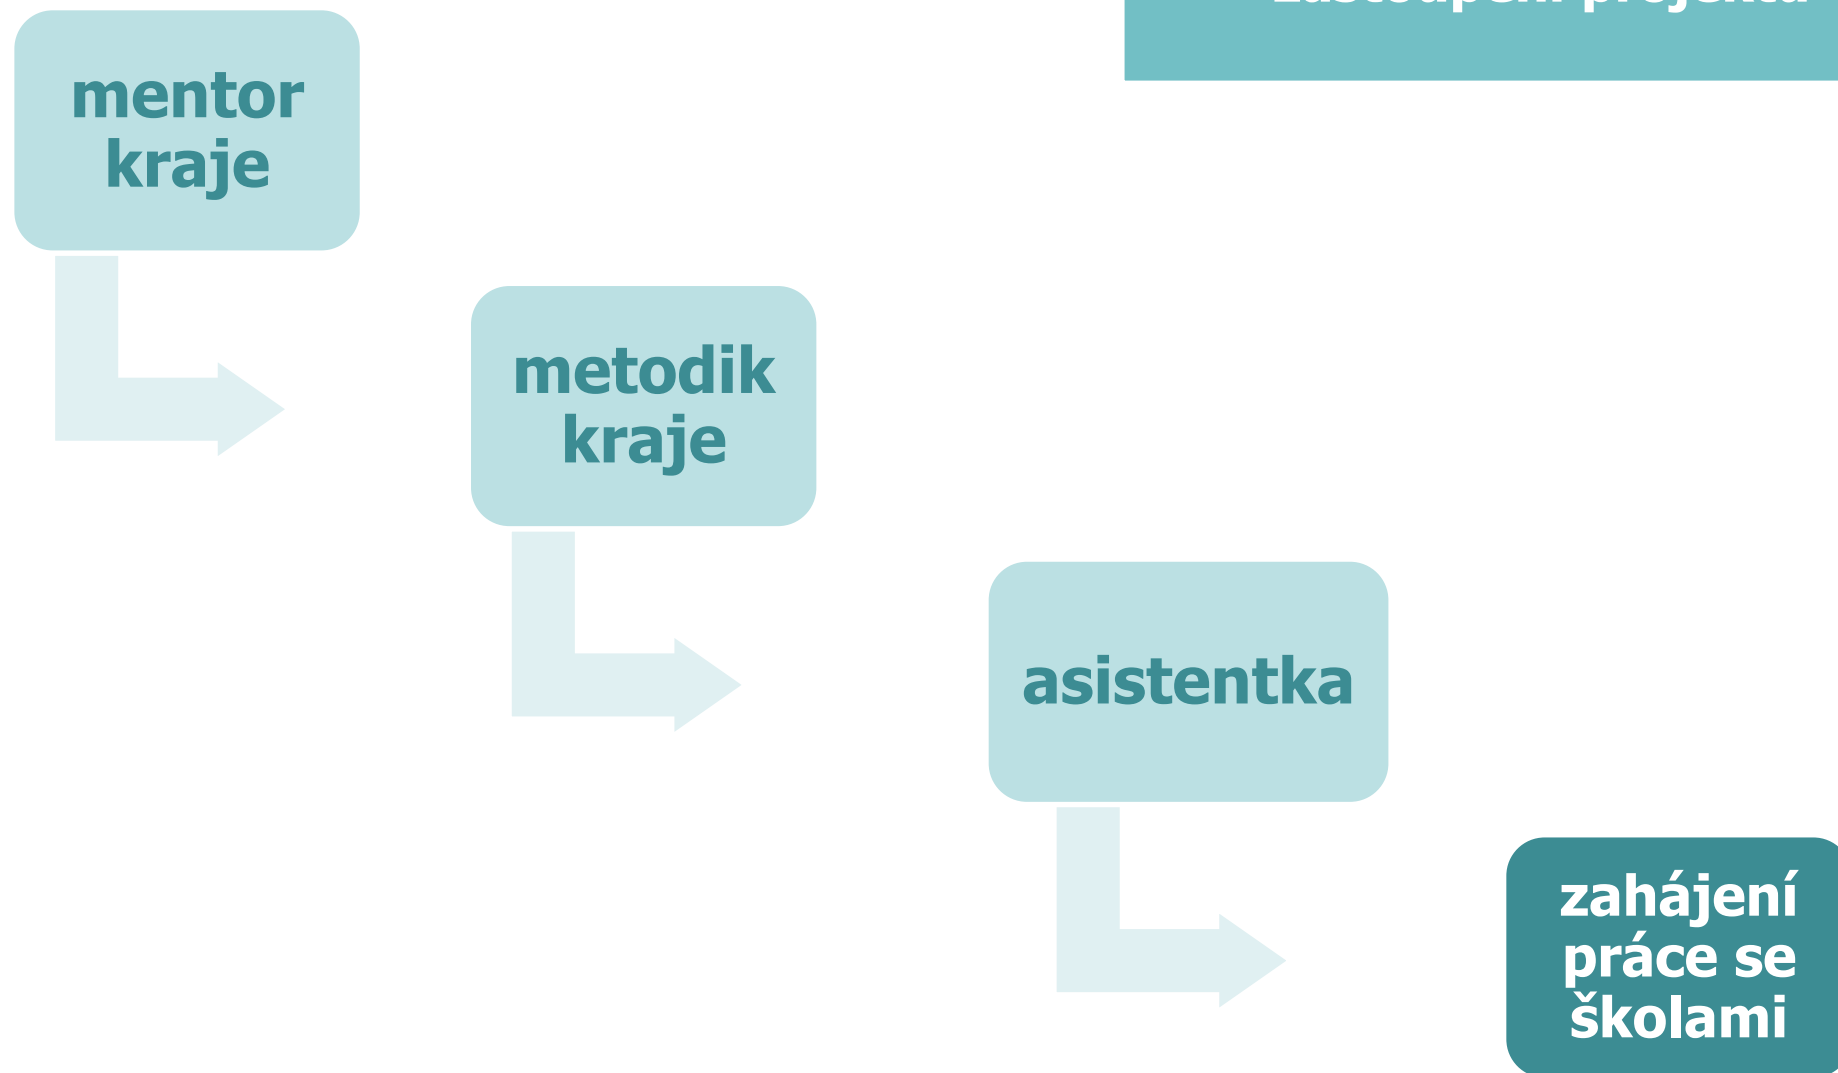 mentor
kraje
metodik
kraje
asistentka
zahájení
práce se
školami